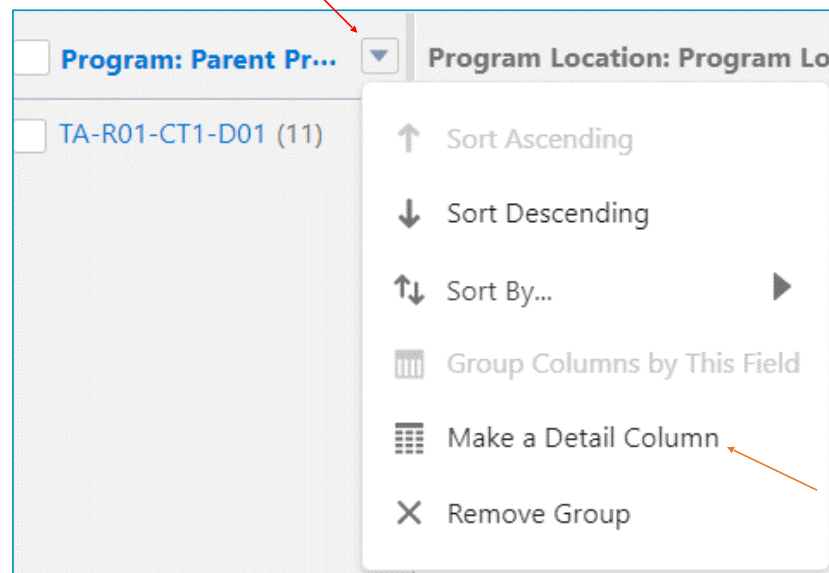 Program: Parent Pr...
Program Location: Program Lo
TA-R01-CT1-D01 (11)
Sort Ascending
Sort Descending
Sort By...
Group Columns by This Field
Make a Detail Column
Remove Group